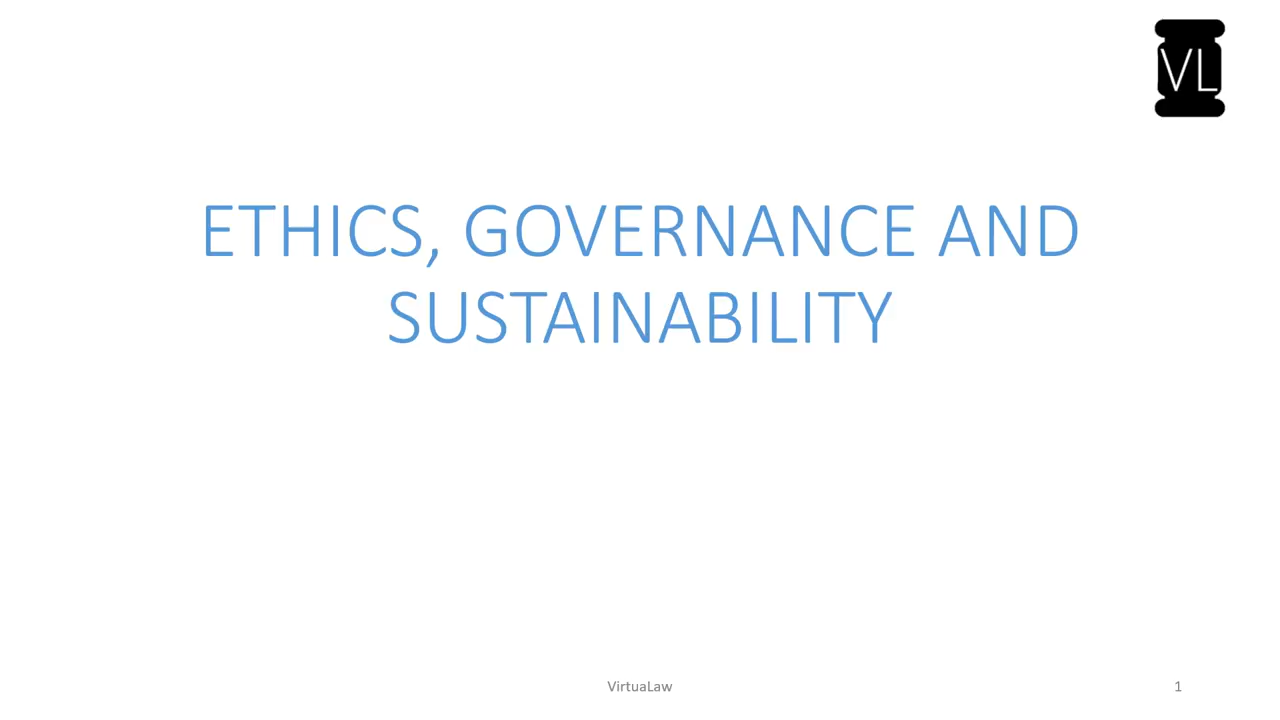 VL
ETHICS, GOVERNANCE AND
SUSTAINABILITY
VirtuaLaw
1